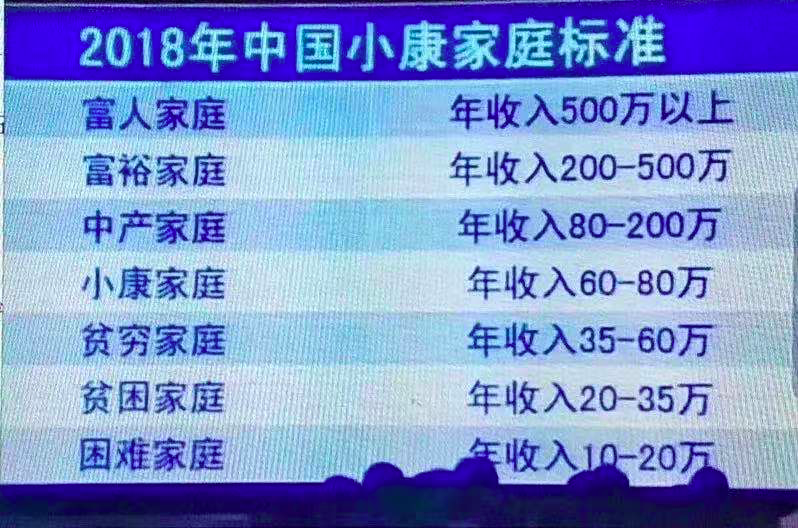 2018年中国小康家庭标准
富人家庭 年收入500万以上
富裕家庭 年收入200-500万
中产家庭 年收入80-200万
小康家庭 年收入60-80万
贫穷家庭 年收入35-60万
贫困家庭 年收入20-35万
困难家庭 年收入10-20万